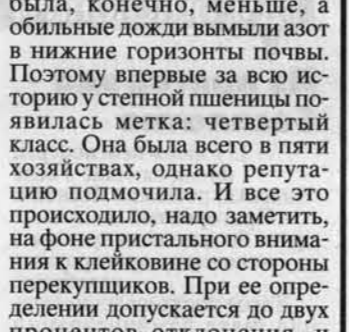 была, конечно, меньше, а
обильные дожди вымыли азот
в нижние горизонты почвы.
Поэтому впервые за всю ис-
торию у степной пшеницы по-
явилась метка: четвертый
класс. Она была всего в пяти
хозяйствах, однако репута-
цию подмочила. И все это
происходило, надо заметить,
на фоне пристального внима-
ния к клейковине со стороны
перекупщиков. При ее опре-
делении допускается до двух
процентов отклонения, и